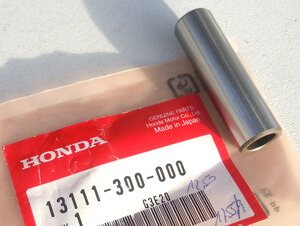 GENUINE PARTS
Honda Motor Co., Ltd.
Made in Japan
HONDA
13111-300-000
1 G3E20